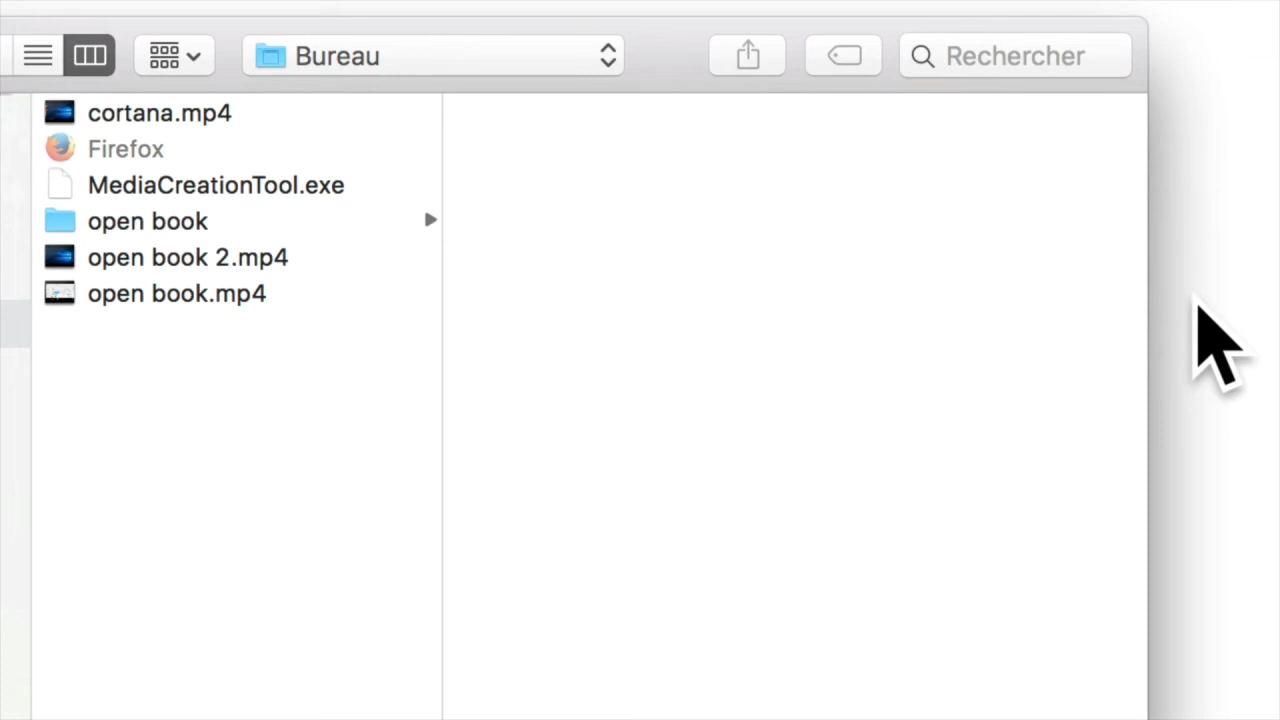 Bureau
Rechercher
cortana.mp4
Firefox
MediaCreationTool.exe
open book
open book 2.mp4
open book.mp4